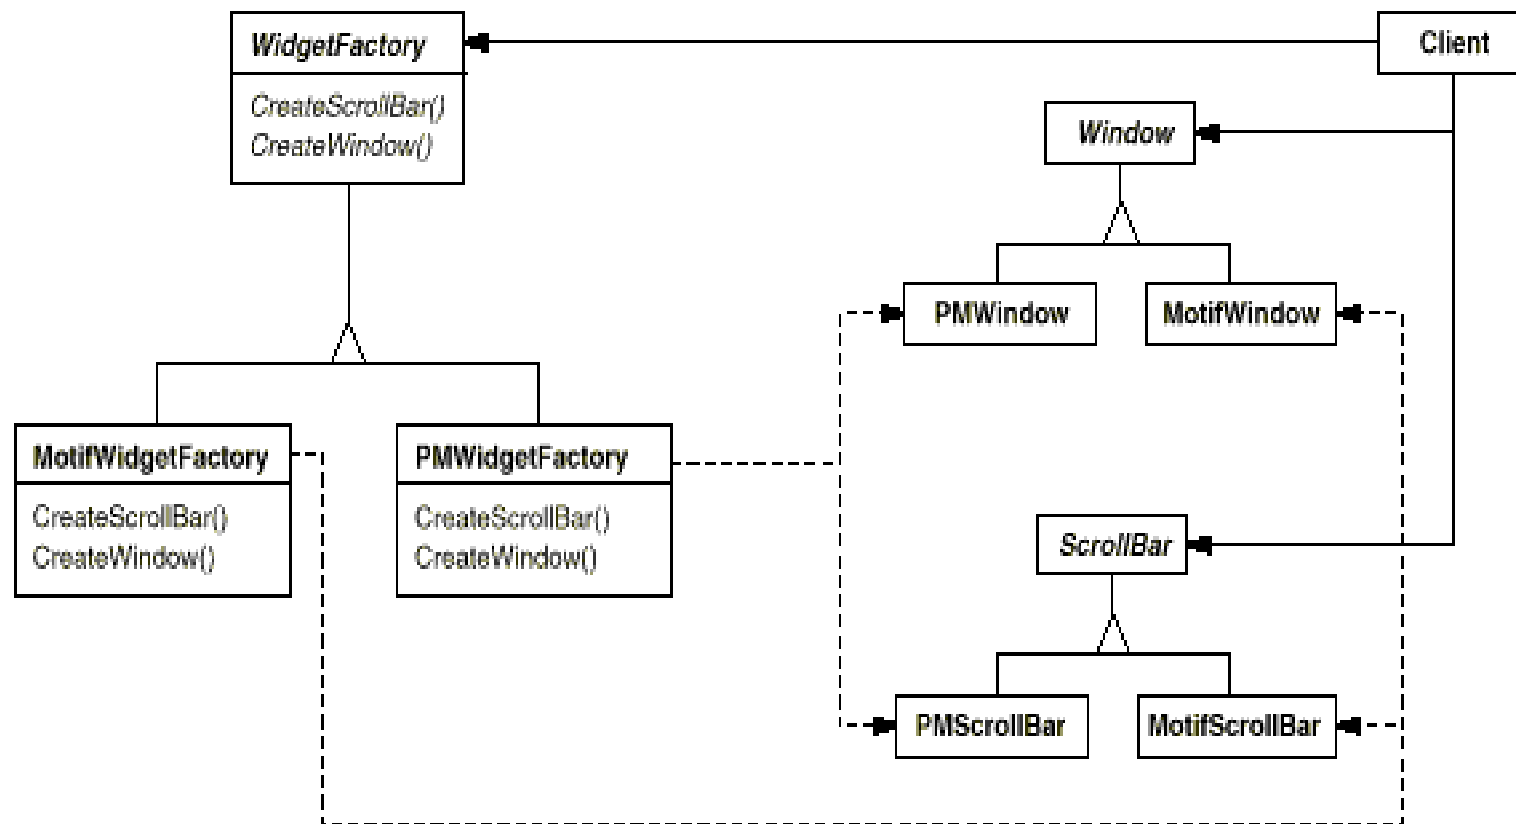 WidgetFactory
CreateScrollBar()
CreateWindow()
Client
Window
PMWindow
MotifWindow
MotifWidgetFactory
CreateScrollBar()
CreateWindow()
PMWidgetFactory
CreateScrollBar()
CreateWindow()
ScrollBar
PMScrollBar
MotifScrollBar